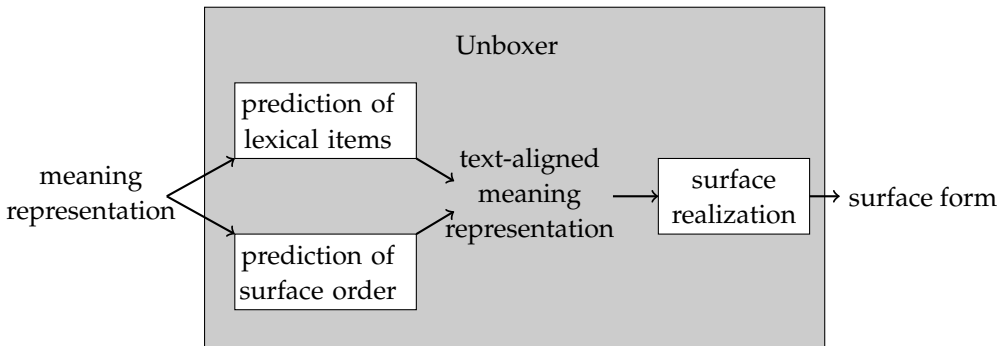 Unboxer
prediction of
lexical items
meaning
representation
text-aligned
meaning
representation
surface
realization
surface form
prediction of
surface order